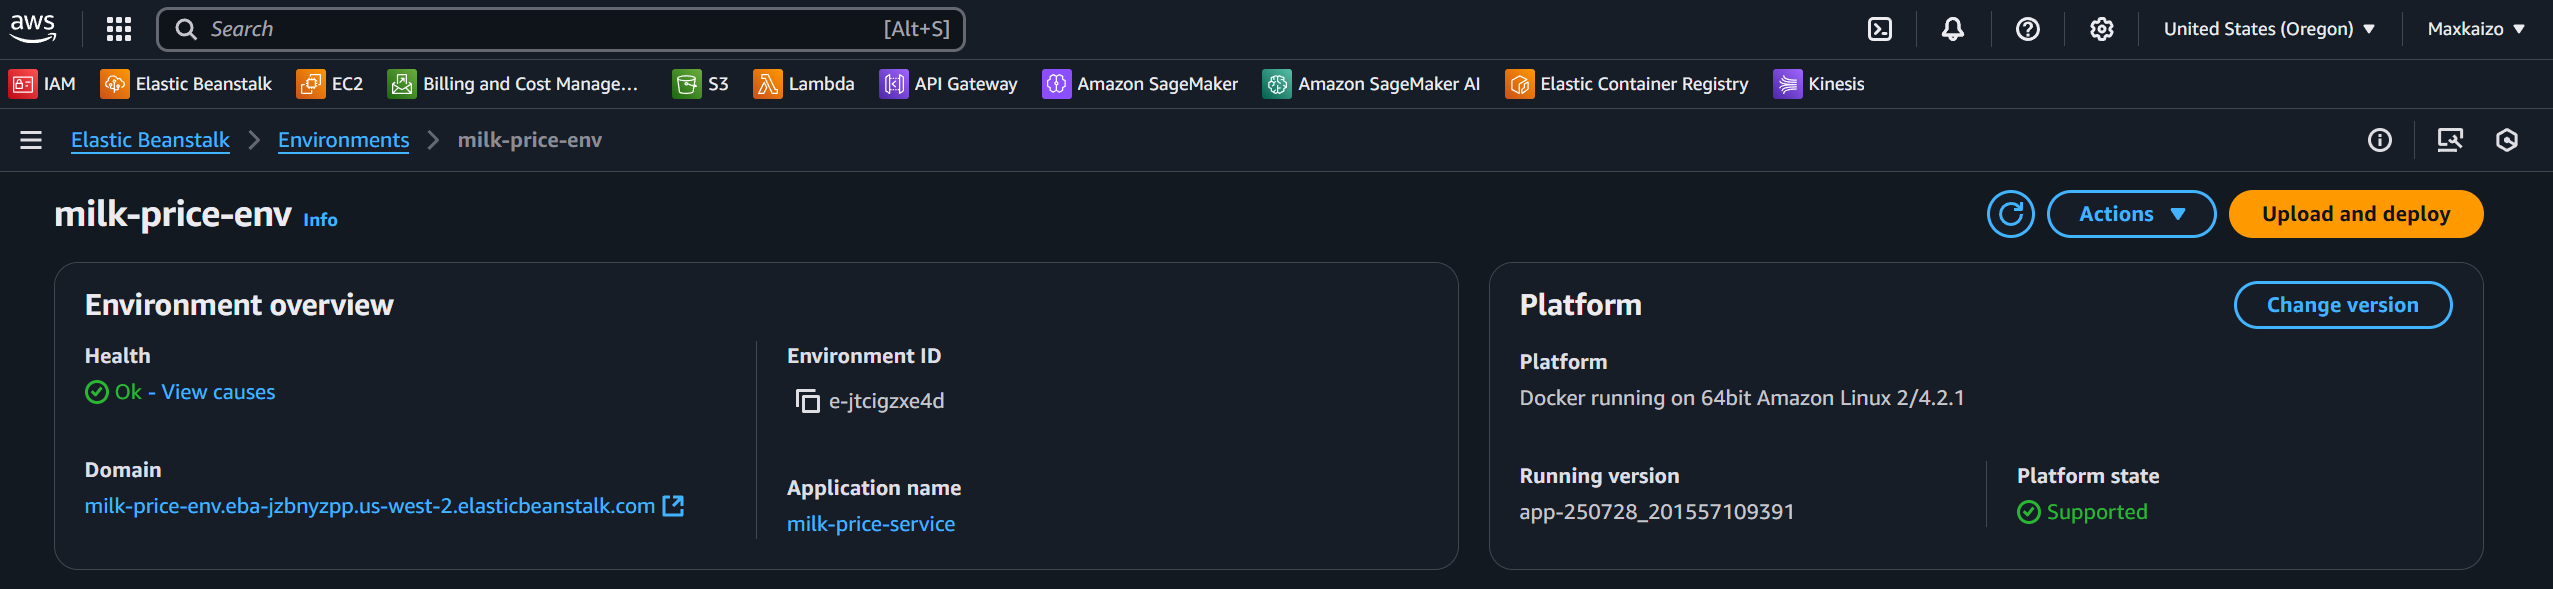 aws Search [Alt+S] United States (Oregon) Maxkaizo
IAM Elastic Beanstalk EC2 Billing and Cost Manage... S3 Lambda API Gateway Amazon SageMaker Amazon SageMaker AI Elastic Container Registry Kinesis
Elastic Beanstalk Environments milk-price-env
milk-price-env Info Actions Upload and deploy
Environment overview
Health
Ok - View causes
Domain
milk-price-env.eba-jzbnyzpp.us-west-2.elasticbeanstalk.com
Environment ID
e-jtcigzxe4d
Application name
milk-price-service
Platform Change version
Platform
Docker running on 64bit Amazon Linux 2/4.2.1
Running version
app-250728_201557109391
Platform state
Supported